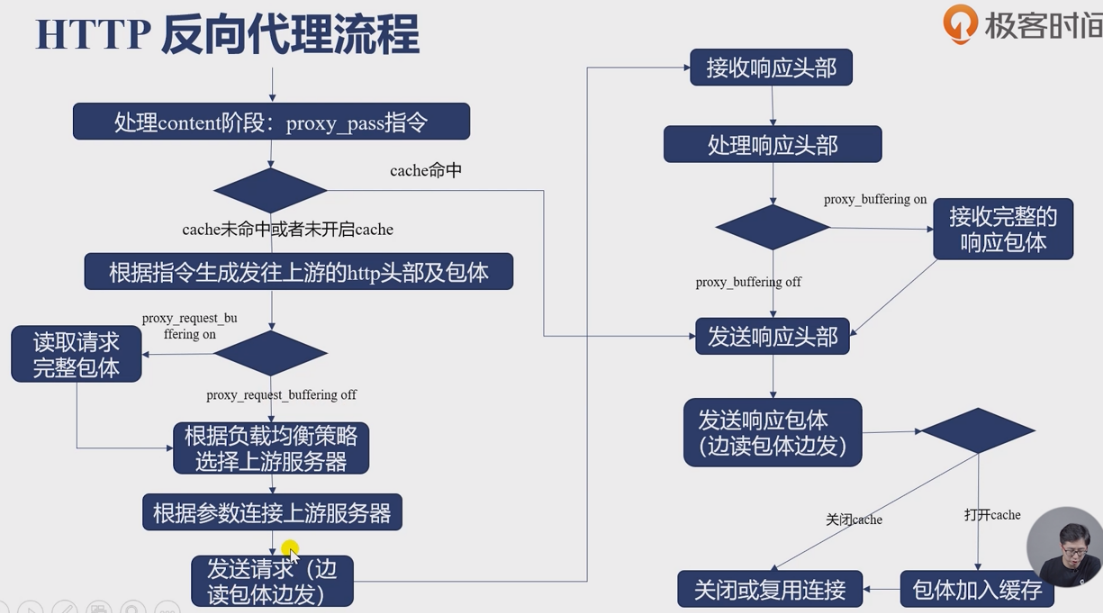 HTTP 反向代理流程
极客时间
处理content阶段：proxy_pass指令
cache命中
cache未命中或者未开启cache
根据指令生成发往上游的http头部及包体
proxy_request_bu
ffering on
读取请求
完整包体
proxy_request_buffering off
根据负载均衡策略
选择上游服务器
根据参数连接上游服务器
发送请求（边
读包体边发）
接收响应头部
处理响应头部
proxy_buffering on
接收完整的
响应包体
proxy_buffering off
发送响应头部
发送响应包体
（边读包体边发）
关闭cache
打开cache
关闭或复用连接
包体加入缓存